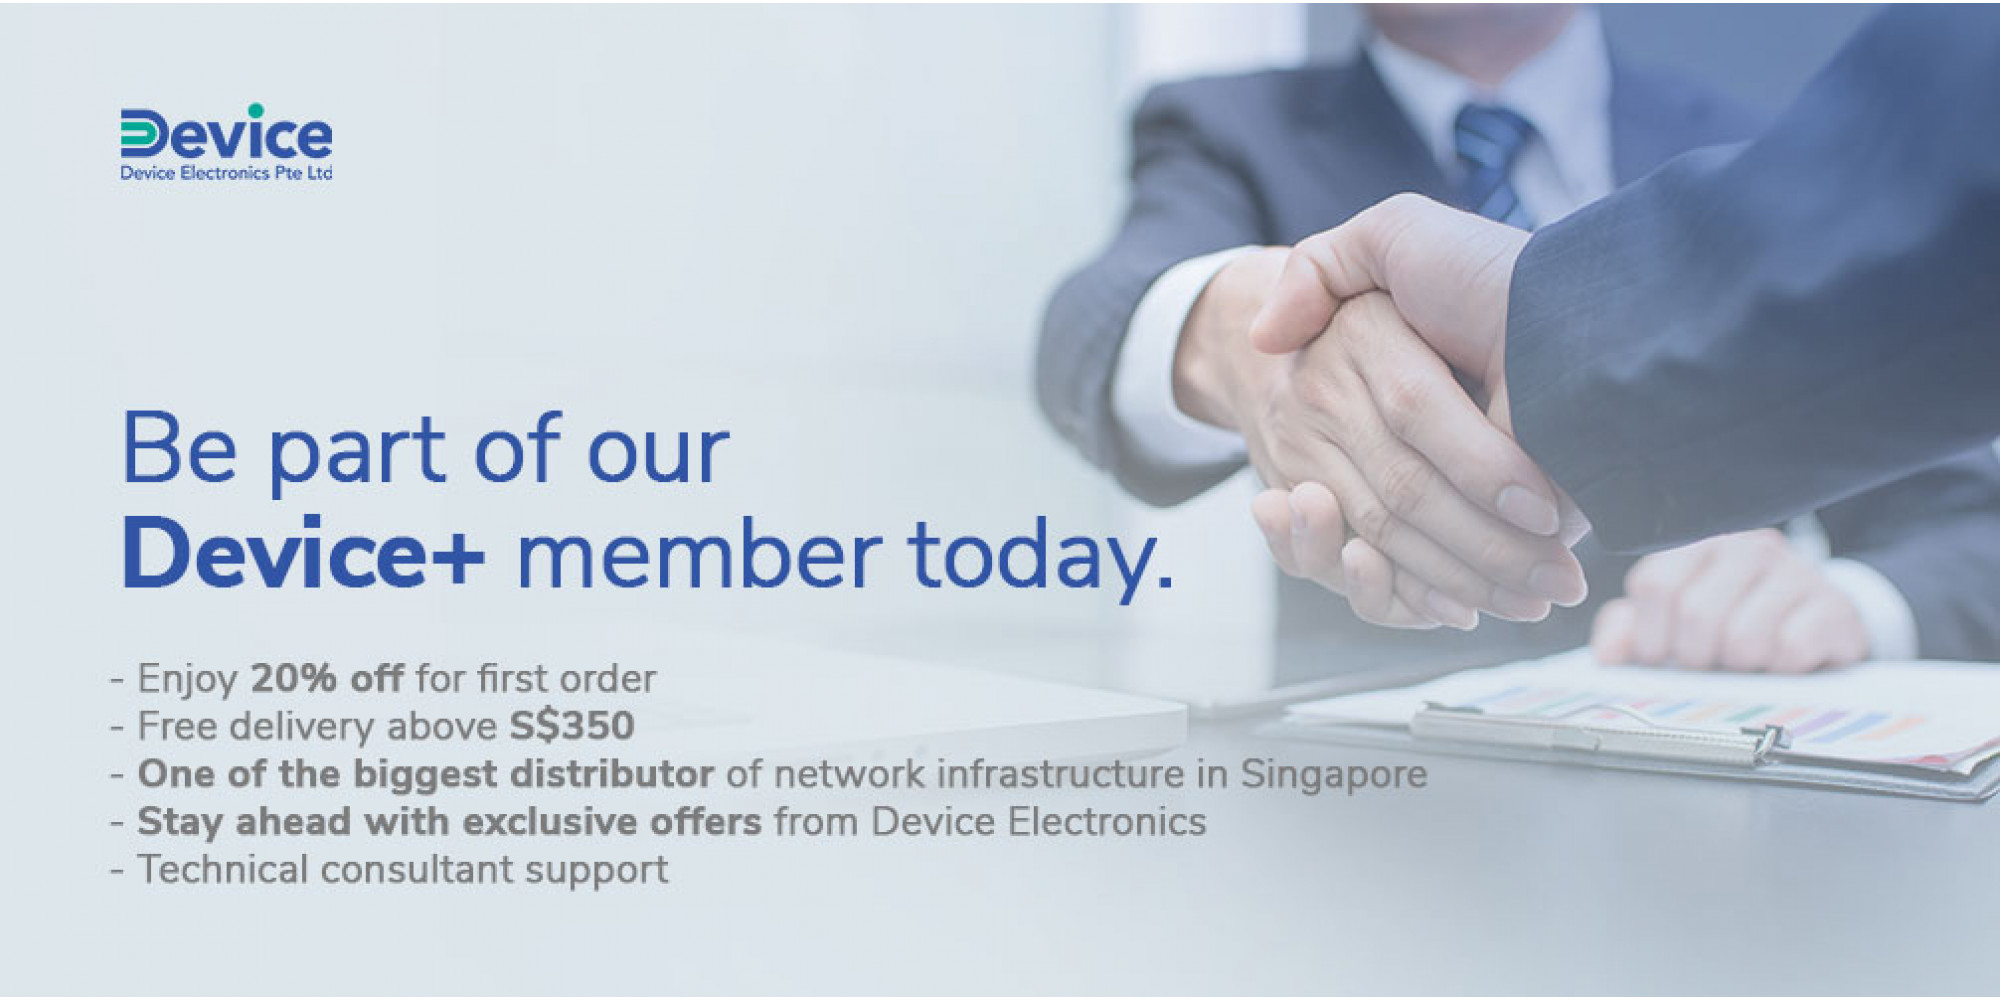 Device
Device Electronics Pte Ltd
Be part of our
Device+ member today.
- Enjoy 20% off for first order
- Free delivery above S$350
- One of the biggest distributor of network infrastructure in Singapore
- Stay ahead with exclusive offers from Device Electronics
- Technical consultant support